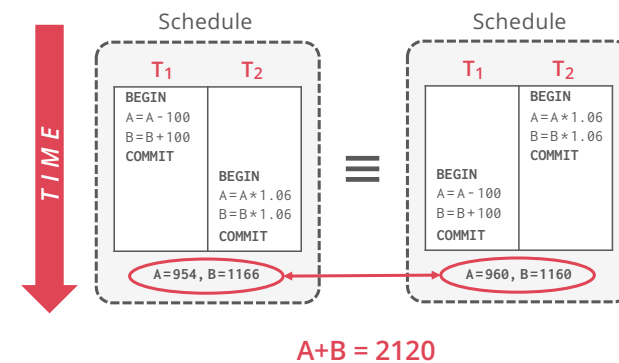 Schedule
T1 T2
BEGIN
A=A-100
B=B+100
COMMIT
BEGIN
A=A*1.06
B=B*1.06
COMMIT
A=954, B=1166
TIME
≡
Schedule
T1 T2
BEGIN
A=A*1.06
B=B*1.06
COMMIT
BEGIN
A=A-100
B=B+100
COMMIT
A=960, B=1160
A+B = 2120